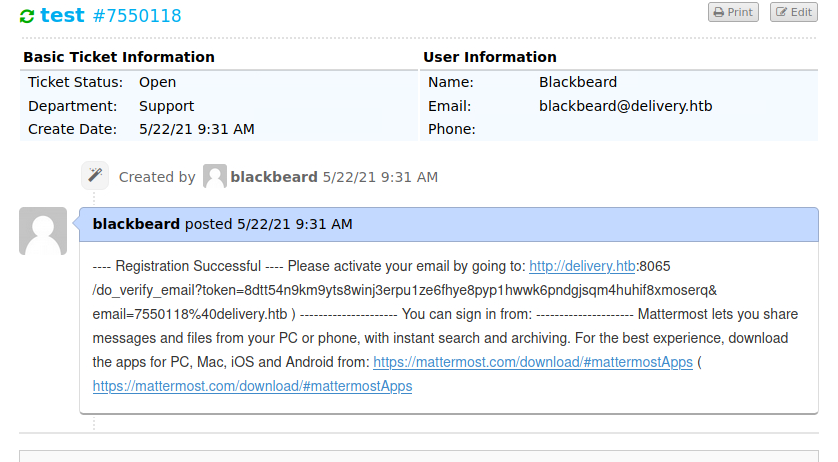 test #7550118
Print
Edit
Basic Ticket Information
User Information
Ticket Status: Open
Name: Blackbeard
Department: Support
Email: blackbeard@delivery.htb
Create Date: 5/22/21 9:31 AM
Phone:
Created by blackbeard 5/22/21 9:31 AM
blackbeard posted 5/22/21 9:31 AM
---- Registration Successful ---- Please activate your email by going to: http://delivery.htb:8065
/do_verify_email?token=8dtt54n9km9yts8winj3erpu1ze6fhye8pyp1hwwk6pndgjsqm4huhif8xmoserq&
email=7550118%40delivery.htb ) --------------------- You can sign in from: --------------------- Mattermost lets you share
messages and files from your PC or phone, with instant search and archiving. For the best experience, download
the apps for PC, Mac, iOS and Android from: https://mattermost.com/download/#mattermostApps (
https://mattermost.com/download/#mattermostApps